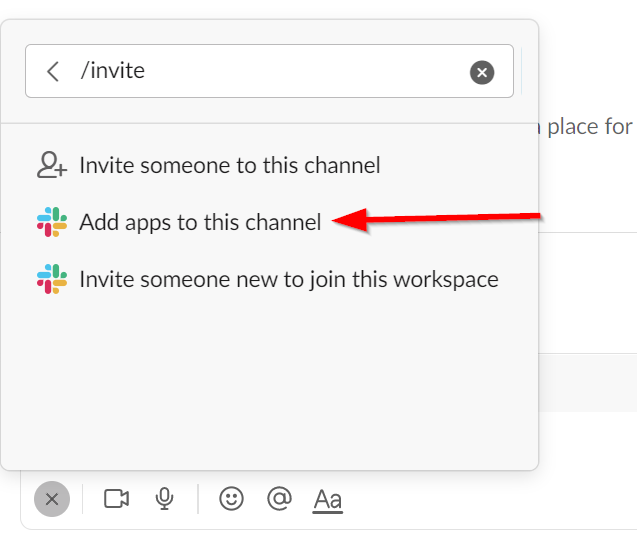 /invite
place for
Invite someone to this channel
Add apps to this channel
Invite someone new to join this workspace
@
Aa